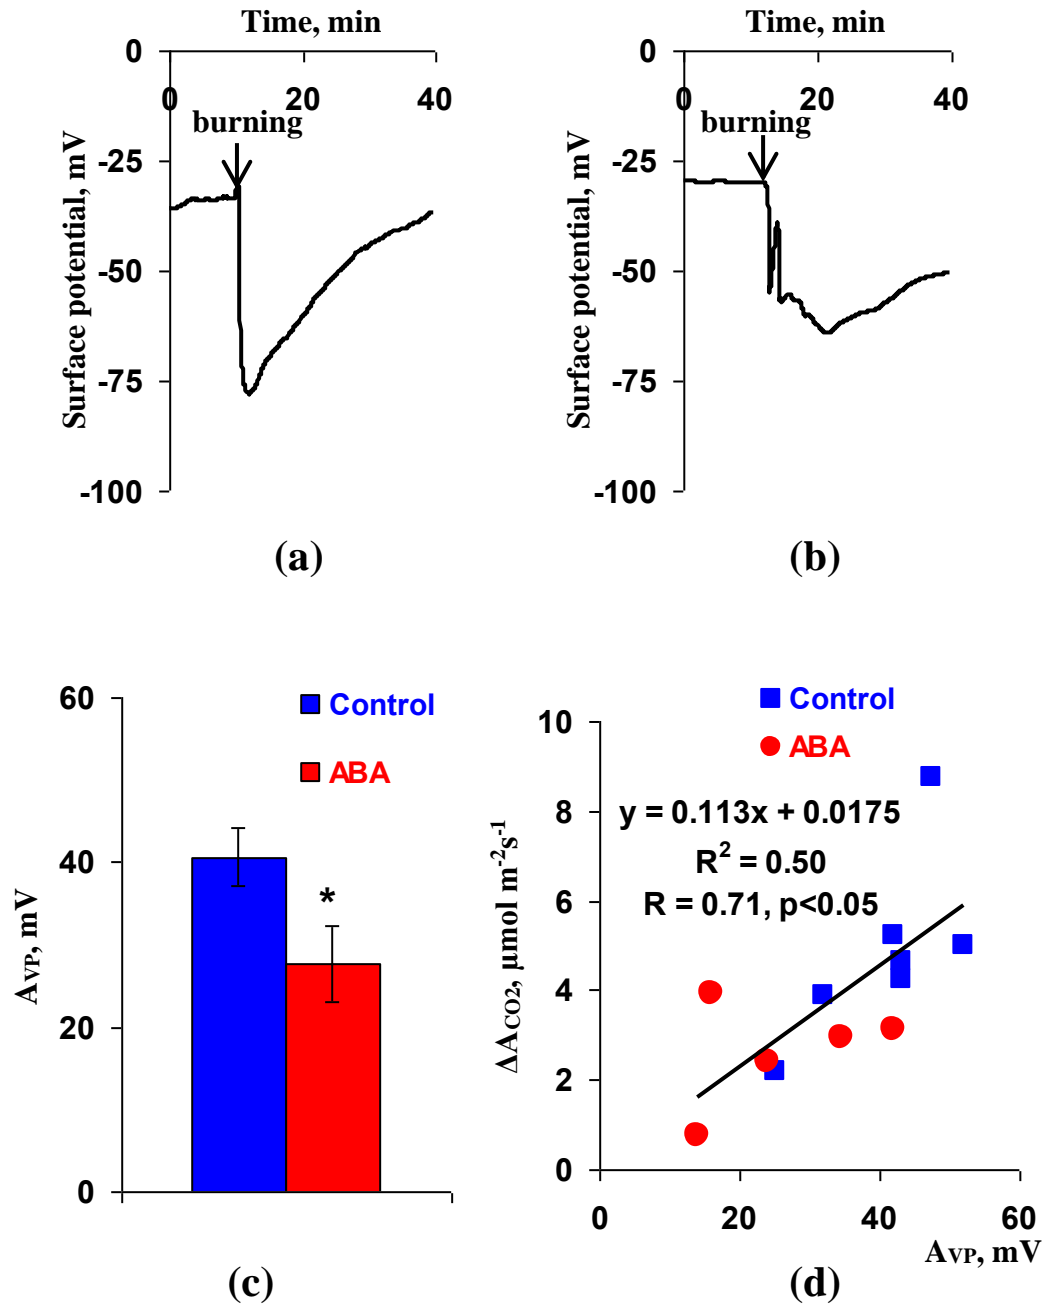 Time, min
0
0
20
40
burning
-25
-50
-75
-100
Surface potential, mV
(a)
Time, min
0
0
20
40
burning
-25
-50
-75
-100
Surface potential, mV
(b)
60
40
20
0
AVP, mV
Control
ABA
*
(c)
Control
ABA
10
8
6
4
2
0
ΔACO2, µmol m-2s-1
y = 0.113x + 0.0175
R2 = 0.50
R = 0.71, p<0.05
0
20
40
60
AVP, mV
(d)